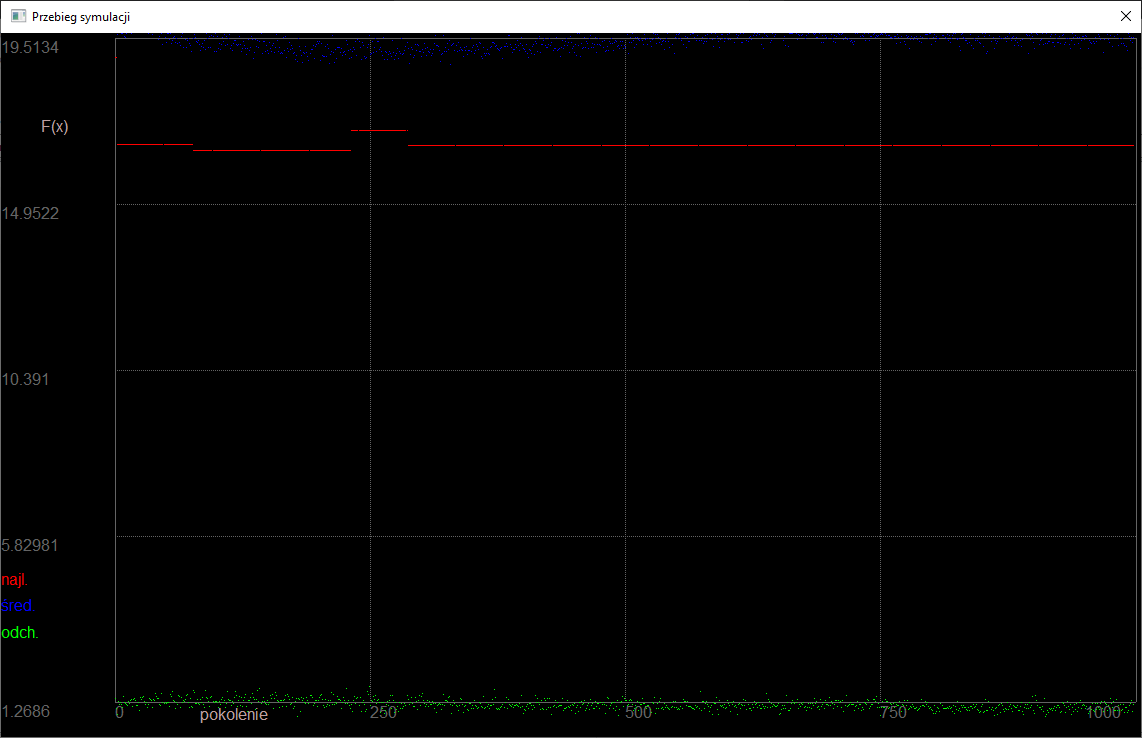 Przebieg symulacji
19.5134
F(x)
14.9522
10.391
5.82981
najl.
śred.
odch.
1.2686
0
pokolenie
250
500
750
1000